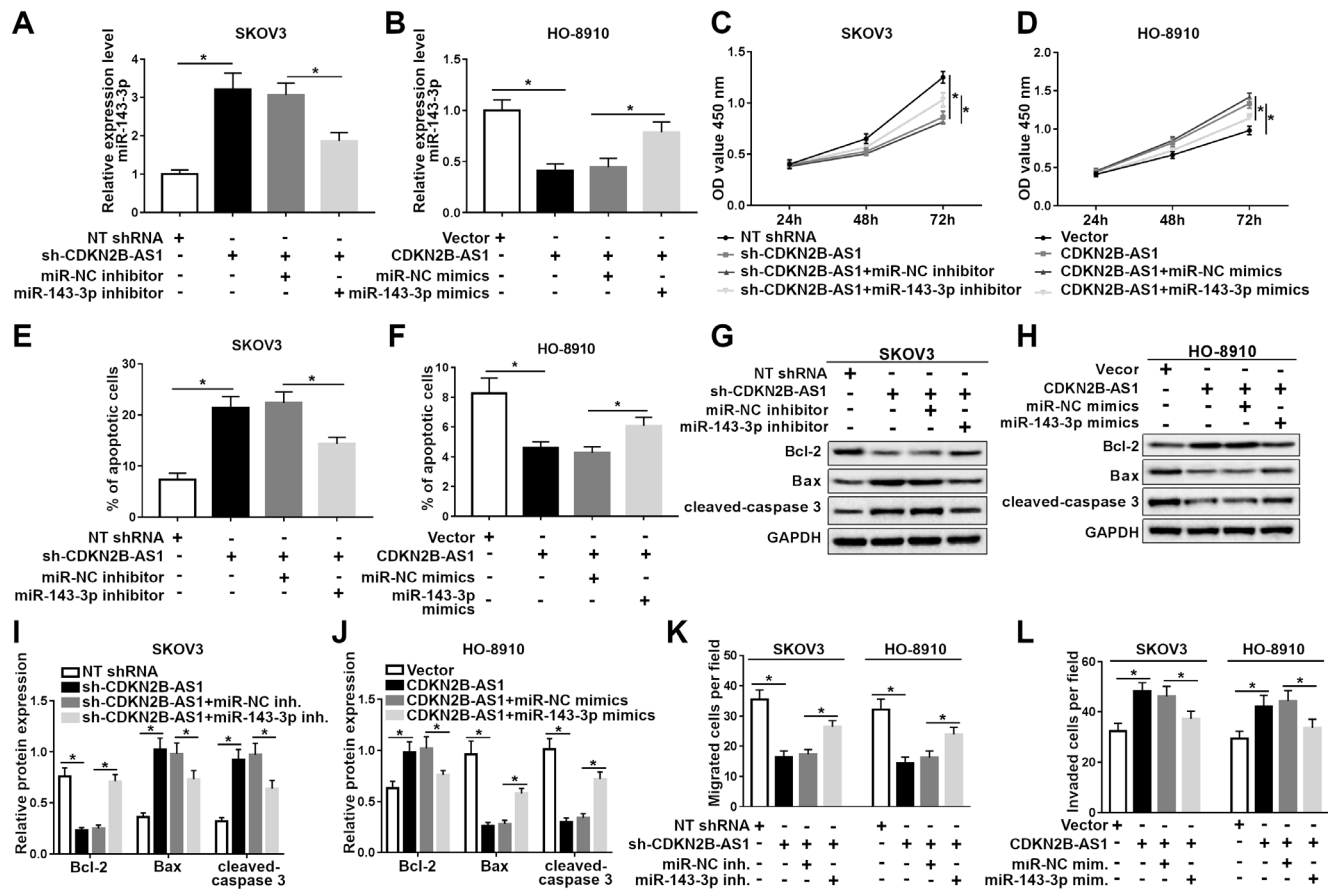 A
SKOV3
Relative expression level
miR-143-3p
4
3
2
1
0
*
*
NT shRNA + - - -
sh-CDKN2B-AS1 - + + +
miR-NC inhibitor - - + -
miR-143-3p inhibitor - - - +
B
HO-8910
Relative expression level
miR-143-3p
1.5
1.0
0.5
0.0
*
*
Vector + - - -
CDKN2B-AS1 - + + +
miR-NC mimics - - + -
miR-143-3p mimics - - - +
C
SKOV3
OD value 450 nm
1.5
1.0
0.5
0.0
* *
24h 48h 72h
NT shRNA
sh-CDKN2B-AS1
sh-CDKN2B-AS1+miR-NC inhibitor
sh-CDKN2B-AS1+miR-143-3p inhibitor
D
HO-8910
OD value 450 nm
2.0
1.5
1.0
0.5
0.0
* *
24h 48h 72h
Vector
CDKN2B-AS1
CDKN2B-AS1+miR-NC mimics
CDKN2B-AS1+miR-143-3p mimics
E
SKOV3
% of apoptotic cells
30
20
10
0
*
*
NT shRNA + - - -
sh-CDKN2B-AS1 - + + +
miR-NC inhibitor - - + -
miR-143-3p inhibitor - - - +
F
HO-8910
% of apoptotic cells
10
8
6
4
2
0
*
*
Vector + - - -
CDKN2B-AS1 - + + +
miR-NC mimics - - + -
miR-143-3p
mimics - - - +
G
SKOV3
NT shRNA + - - -
sh-CDKN2B-AS1 - + + +
miR-NC inhibitor - - + -
miR-143-3p inhibitor - - - +
Bcl-2
Bax
cleaved-caspase 3
GAPDH
H
HO-8910
Vecor + - - -
CDKN2B-AS1 - + + +
miR-NC mimics - - + -
miR-143-3p mimics - - - +
Bcl-2
Bax
cleaved-caspase 3
GAPDH
I
SKOV3
Relative protein expression
NT shRNA
sh-CDKN2B-AS1
sh-CDKN2B-AS1+miR-NC inh.
sh-CDKN2B-AS1+miR-143-3p inh.
1.5
1.0
0.5
0.0
* * * * * *
Bcl-2 Bax cleaved-
caspase 3
J
HO-8910
Relative protein expression
Vector
CDKN2B-AS1
CDKN2B-AS1+miR-NC mimics
CDKN2B-AS1+miR-143-3p mimics
1.5
1.0
0.5
0.0
* * * * * *
Bcl-2 Bax cleaved-
caspase 3
K
SKOV3 HO-8910
Migrated cells per field
60
40
20
0
* * * *
NT shRNA + - - - + - - -
sh-CDKN2B-AS1 - + + + - + + +
miR-NC inh. - - + - - - + -
miR-143-3p inh. - - - + - - - +
L
SKOV3 HO-8910
Invaded cells per field
60
40
20
0
* * * *
Vector + - - - + - - -
CDKN2B-AS1 - + + + - + + +
miR-NC mim. - - + - - - + -
miR-143-3p mim. - - - + - - - +